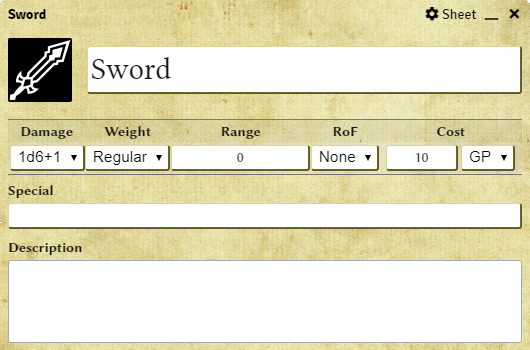 Sword Sheet
Sword
Damage Weight Range RoF Cost
1d6+1 Regular 0 None 10 GP
Special
Description